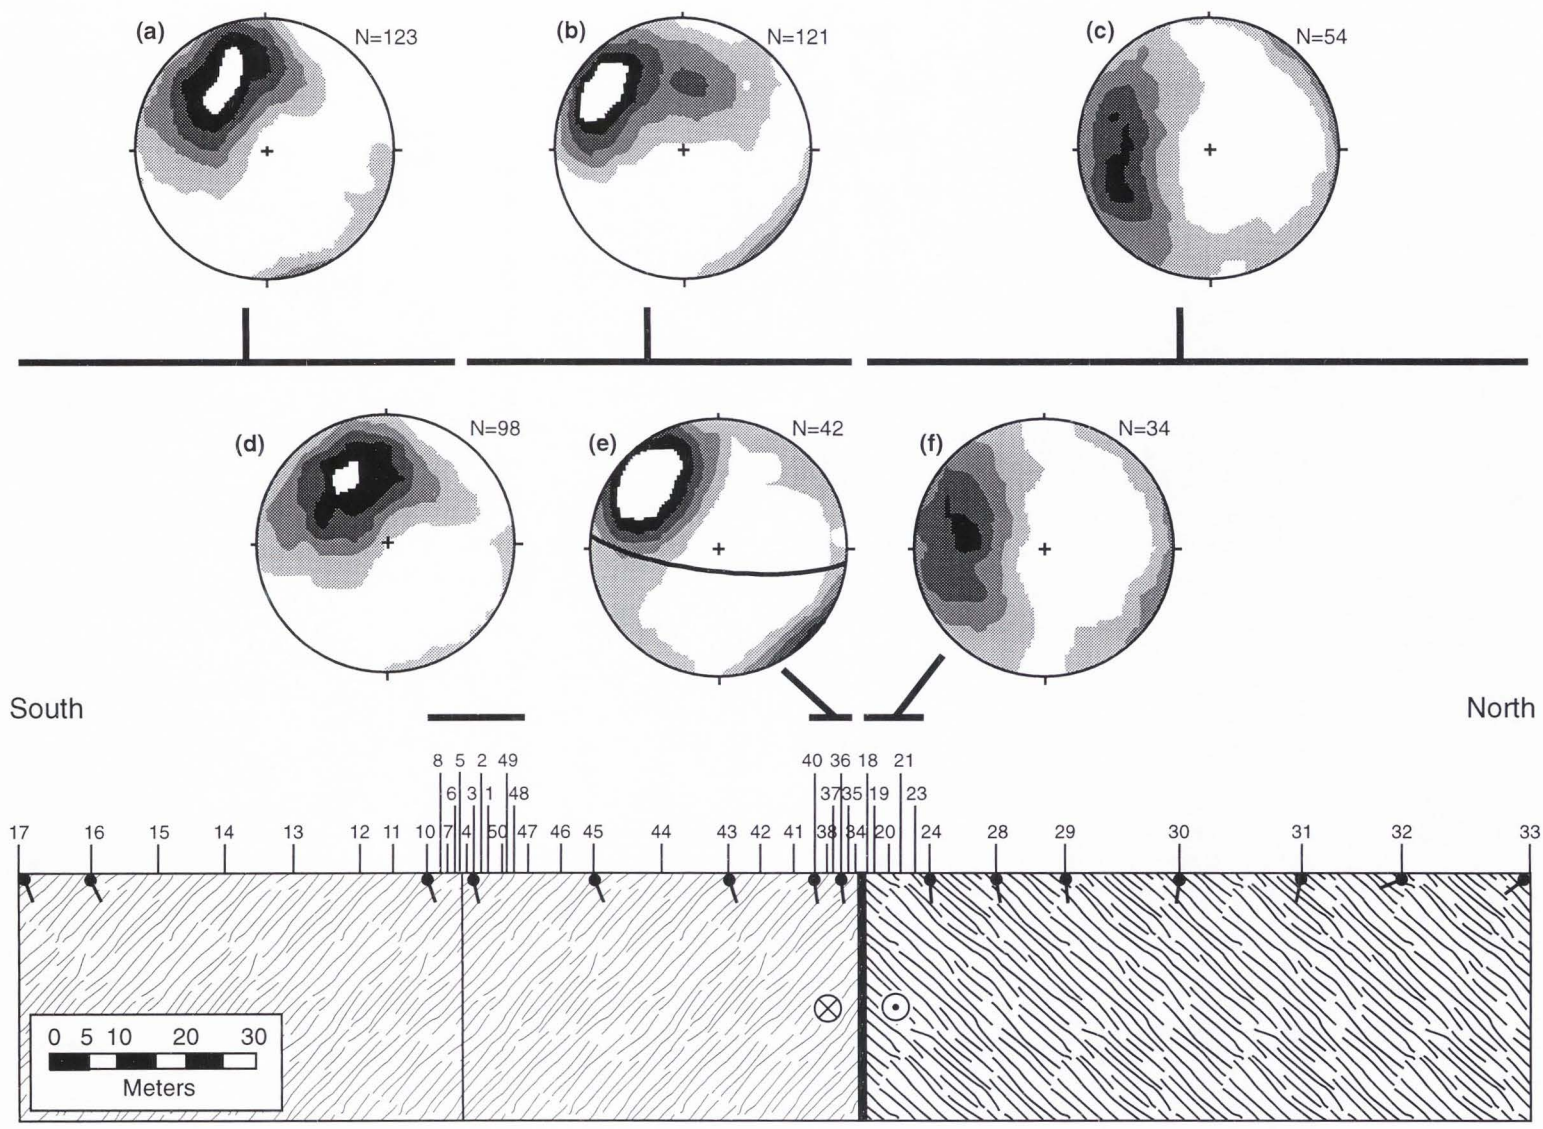 (a) N=123 (b) N=121 (c) N=54
(d) N=98 (e) N=42 (f) N=34
South North
8 5 2 49 40 36 18 21
6 3 1 48 37 35 19 23
17 16 15 14 13 12 11 10 7 4 50 47 46 45 44 43 42 41 38 34 20 24 28 29 30 31 32 33
0 5 10 20 30
Meters